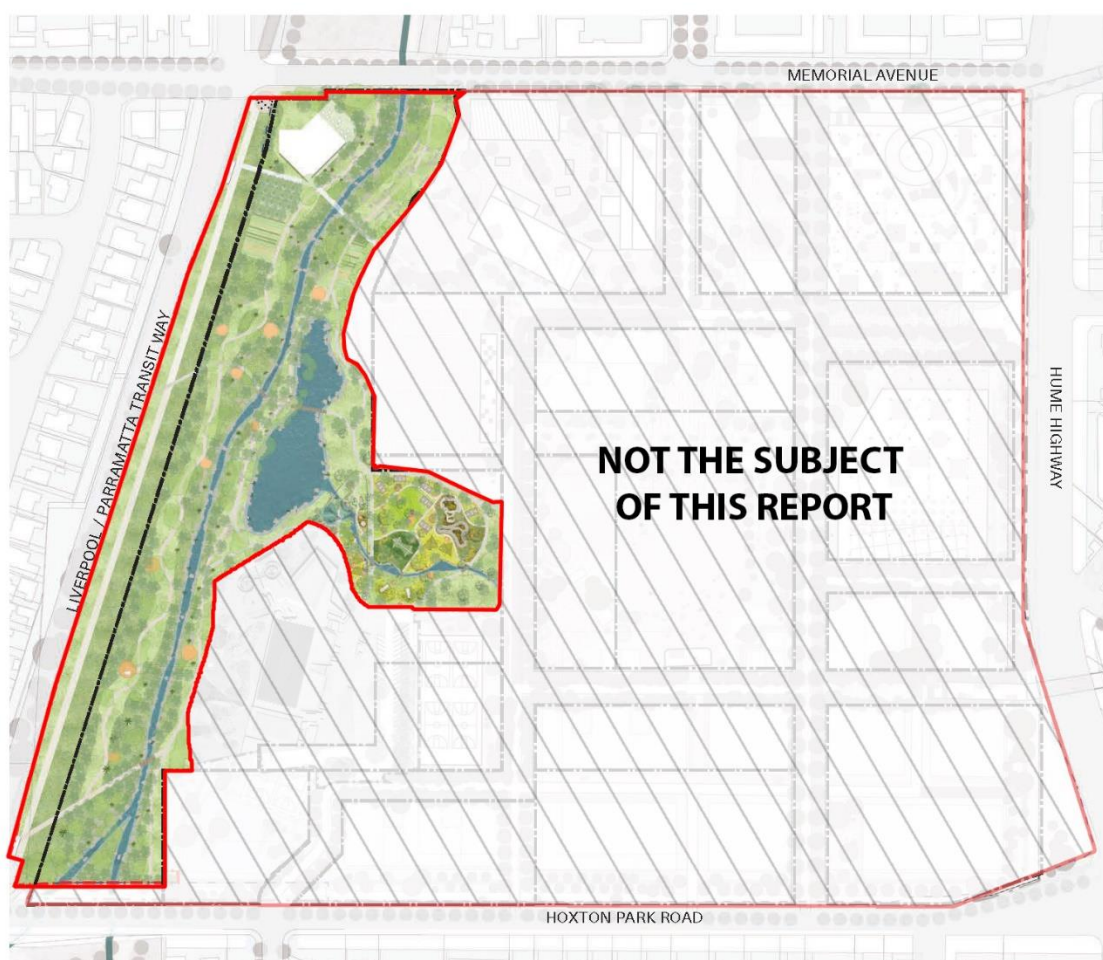 MEMORIAL AVENUE
LIVERPOOL / PARRAMATTA TRANSIT WAY
HUME HIGHWAY
NOT THE SUBJECT
OF THIS REPORT
HOXTON PARK ROAD